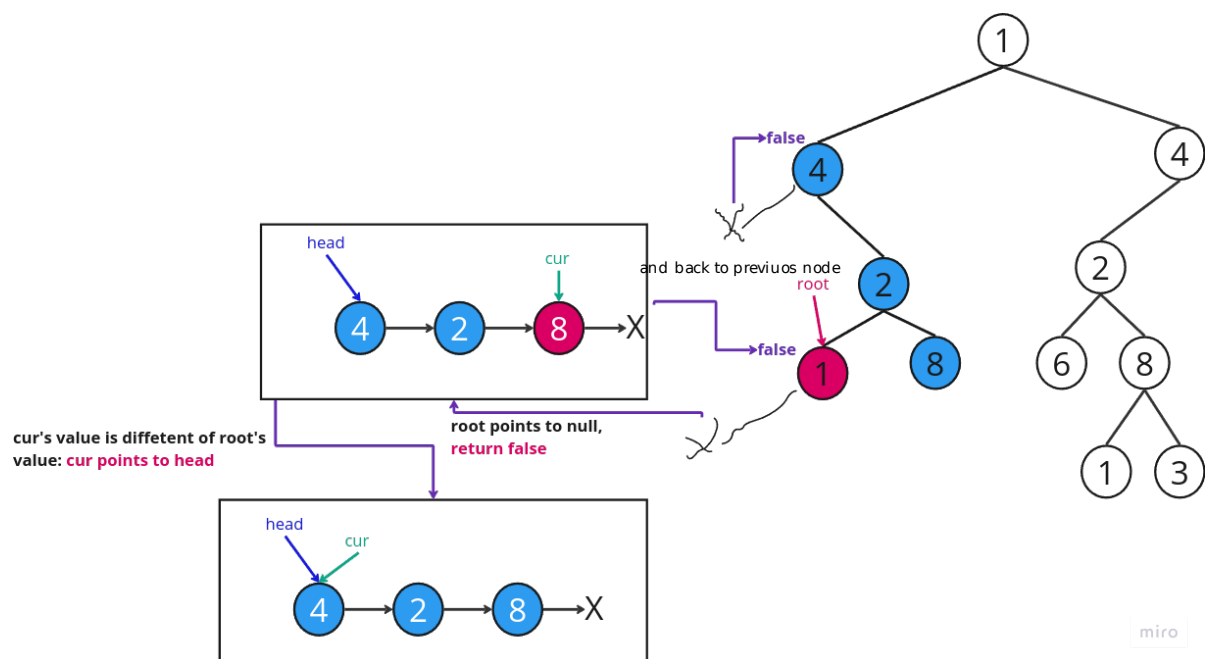 1
false
4
4
head
cur
and back to previuos node
root
2
2
4
2
8
X
false
1
8
6
8
cur's value is diffetent of root's
value: cur points to head
root points to null,
return false
1
3
head
cur
4
2
8
X
miro